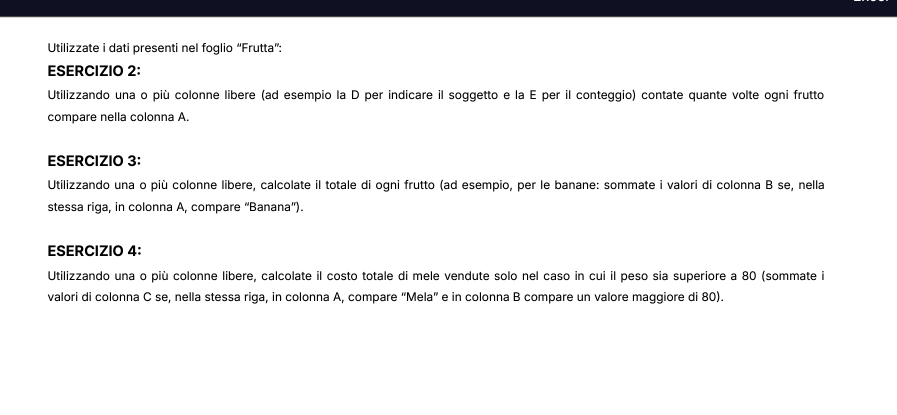 Utilizzate i dati presenti nel foglio “Frutta”:
ESERCIZIO 2:
Utilizzando una o più colonne libere (ad esempio la D per indicare il soggetto e la E per il conteggio) contate quante volte ogni frutto
compare nella colonna A.
ESERCIZIO 3:
Utilizzando una o più colonne libere, calcolate il totale di ogni frutto (ad esempio, per le banane: sommate i valori di colonna B se, nella
stessa riga, in colonna A, compare “Banana”).
ESERCIZIO 4:
Utilizzando una o più colonne libere, calcolate il costo totale di mele vendute solo nel caso in cui il peso sia superiore a 80 (sommate i
valori di colonna C se, nella stessa riga, in colonna A, compare “Mela” e in colonna B compare un valore maggiore di 80).